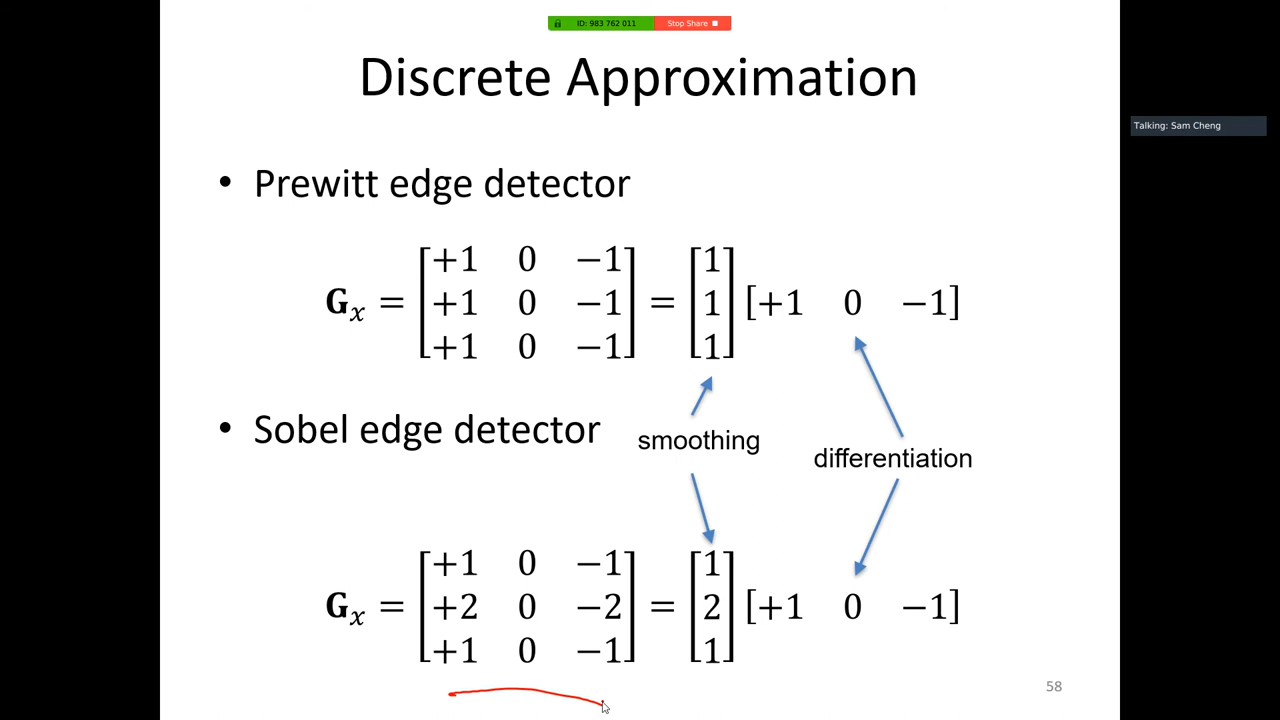 ID: 983 762 011 Stop Share
Discrete Approximation
Talking: Sam Cheng
• Prewitt edge detector
+1 0 −1 1
G𝑥 = +1 0 −1 = 1 [+1 0 −1]
+1 0 −1 1
• Sobel edge detector
smoothing
differentiation
+1 0 −1 1
G𝑥 = +2 0 −2 = 2 [+1 0 −1]
+1 0 −1 1
58